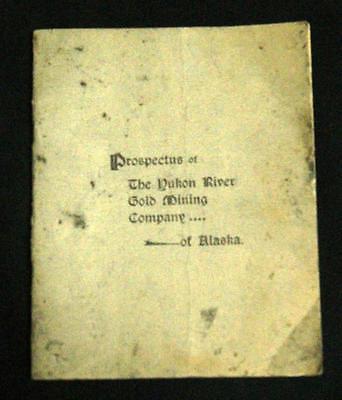 Prospectus of
The Yukon River
Gold Mining
Company ....
of Alaska.